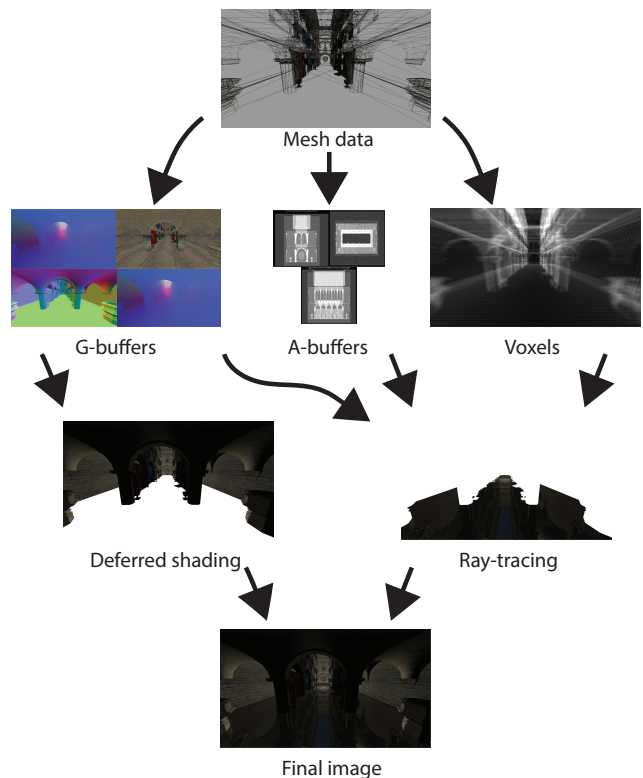 Mesh data
G-buffers
A-buffers
Voxels
Deferred shading
Ray-tracing
Final image